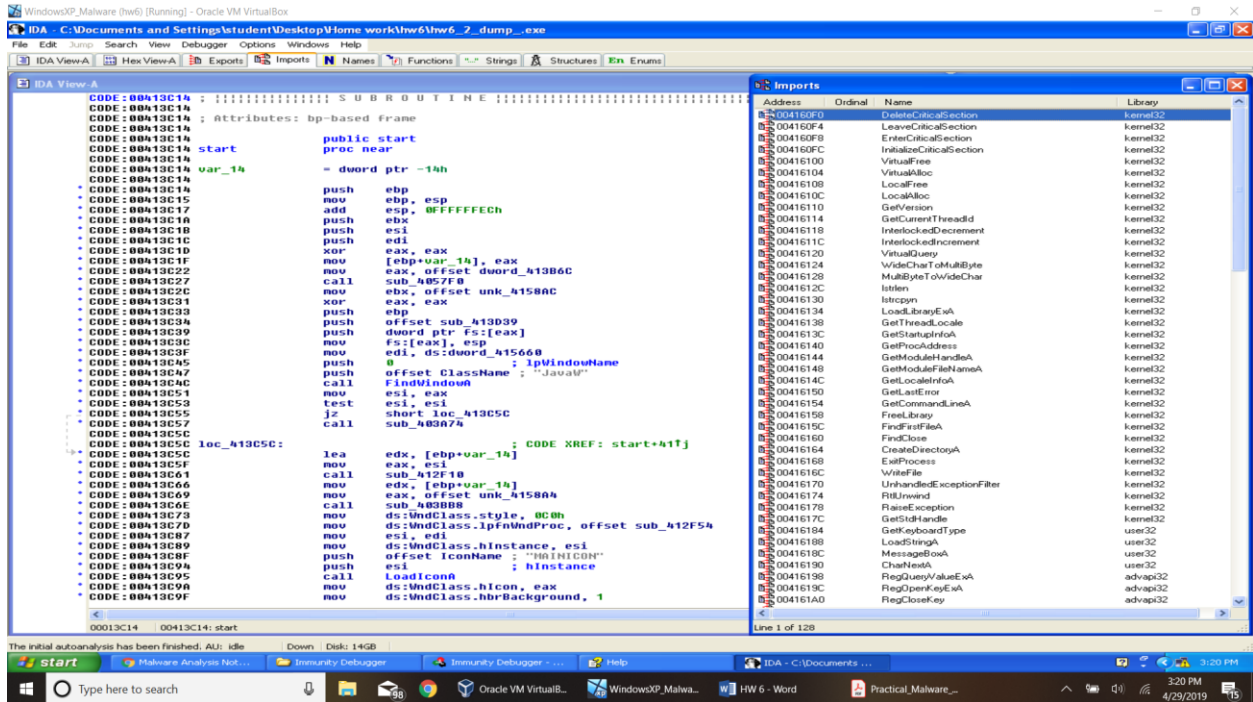 WindowsXP_Malware (hw6) [Running] - Oracle VM VirtualBox
IDA - C:\Documents and Settings\student\Desktop\Home work\hw6\hw6_2_dump_.exe
File Edit Jump Search View Debugger Options Windows Help
IDA View-A Hex View-A Exports Imports N Names Functions "..." Strings Structures En Enums
IDA View-A
CODE:00413C14 ; ¦¦¦¦¦¦¦¦¦¦¦¦¦¦¦ S U B R O U T I N E ¦¦¦¦¦¦¦¦¦¦¦¦¦¦¦¦¦¦¦¦¦¦¦¦¦¦¦¦¦¦¦¦¦
CODE:00413C14
CODE:00413C14 ; Attributes: bp-based frame
CODE:00413C14
CODE:00413C14 public start
CODE:00413C14 start proc near
CODE:00413C14
CODE:00413C14 var_14 = dword ptr -14h
CODE:00413C14
CODE:00413C14 push ebp
CODE:00413C15 mov ebp, esp
CODE:00413C17 add esp, 0FFFFFFECh
CODE:00413C1A push ebx
CODE:00413C1B push esi
CODE:00413C1C push edi
CODE:00413C1D xor eax, eax
CODE:00413C1F mov [ebp+var_14], eax
CODE:00413C22 mov eax, offset dword_413B6C
CODE:00413C27 call sub_4057F0
CODE:00413C2C mov ebx, offset unk_4158AC
CODE:00413C31 xor eax, eax
CODE:00413C33 push ebp
CODE:00413C34 push offset sub_413D39
CODE:00413C39 push dword ptr fs:[eax]
CODE:00413C3C mov fs:[eax], esp
CODE:00413C3F mov edi, ds:dword_415660
CODE:00413C45 push 0 ; lpWindowName
CODE:00413C47 push offset ClassName ; "JavaW"
CODE:00413C4C call FindWindowA
CODE:00413C51 mov esi, eax
CODE:00413C53 test esi, esi
CODE:00413C55 jz short loc_413C5C
CODE:00413C57 call sub_403A74
CODE:00413C5C
CODE:00413C5C loc_413C5C: ; CODE XREF: start+41↑j
CODE:00413C5C lea edx, [ebp+var_14]
CODE:00413C5F mov eax, esi
CODE:00413C61 call sub_412F10
CODE:00413C66 mov edx, [ebp+var_14]
CODE:00413C69 mov eax, offset unk_4158A4
CODE:00413C6E call sub_403BB8
CODE:00413C73 mov ds:WndClass.style, 0C0h
CODE:00413C7D mov ds:WndClass.lpfnWndProc, offset sub_412F54
CODE:00413C87 mov esi, edi
CODE:00413C89 mov ds:WndClass.hInstance, esi
CODE:00413C8F push offset IconName ; "MAINICON"
CODE:00413C94 push esi ; hInstance
CODE:00413C95 call LoadIconA
CODE:00413C9A mov ds:WndClass.hIcon, eax
CODE:00413C9F mov ds:WndClass.hbrBackground, 1
00013C14 00413C14: start
Imports
Address Ordinal Name Library
004160F0 DeleteCriticalSection kernel32
004160F4 LeaveCriticalSection kernel32
004160F8 EnterCriticalSection kernel32
004160FC InitializeCriticalSection kernel32
00416100 VirtualFree kernel32
00416104 VirtualAlloc kernel32
00416108 LocalFree kernel32
0041610C LocalAlloc kernel32
00416110 GetVersion kernel32
00416114 GetCurrentThreadId kernel32
00416118 InterlockedDecrement kernel32
0041611C InterlockedIncrement kernel32
00416120 VirtualQuery kernel32
00416124 WideCharToMultiByte kernel32
00416128 MultiByteToWideChar kernel32
0041612C lstrlen kernel32
00416130 lstrcpyn kernel32
00416134 LoadLibraryExA kernel32
00416138 GetThreadLocale kernel32
0041613C GetStartupInfoA kernel32
00416140 GetProcAddress kernel32
00416144 GetModuleHandleA kernel32
00416148 GetModuleFileNameA kernel32
0041614C GetLocaleInfoA kernel32
00416150 GetLastError kernel32
00416154 GetCommandLineA kernel32
00416158 FreeLibrary kernel32
0041615C FindFirstFileA kernel32
00416160 FindClose kernel32
00416164 CreateDirectoryA kernel32
00416168 ExitProcess kernel32
0041616C WriteFile kernel32
00416170 UnhandledExceptionFilter kernel32
00416174 RtlUnwind kernel32
00416178 RaiseException kernel32
0041617C GetStdHandle kernel32
00416184 GetKeyboardType user32
00416188 LoadStringA user32
0041618C MessageBoxA user32
00416190 CharNextA user32
00416198 RegQueryValueExA advapi32
0041619C RegOpenKeyExA advapi32
004161A0 RegCloseKey advapi32
Line 1 of 128
The initial autoanalysis has been finished. AU: idle Down Disk: 14GB
start Malware Analysis Not... Immunity Debugger Immunity Debugger - ... Help IDA - C:\Documents ... 3:20 PM
Type here to search 98 Oracle VM VirtualB... WindowsXP_Malwa... HW 6 - Word Practical_Malware_... 3:20 PM
4/29/2019 15